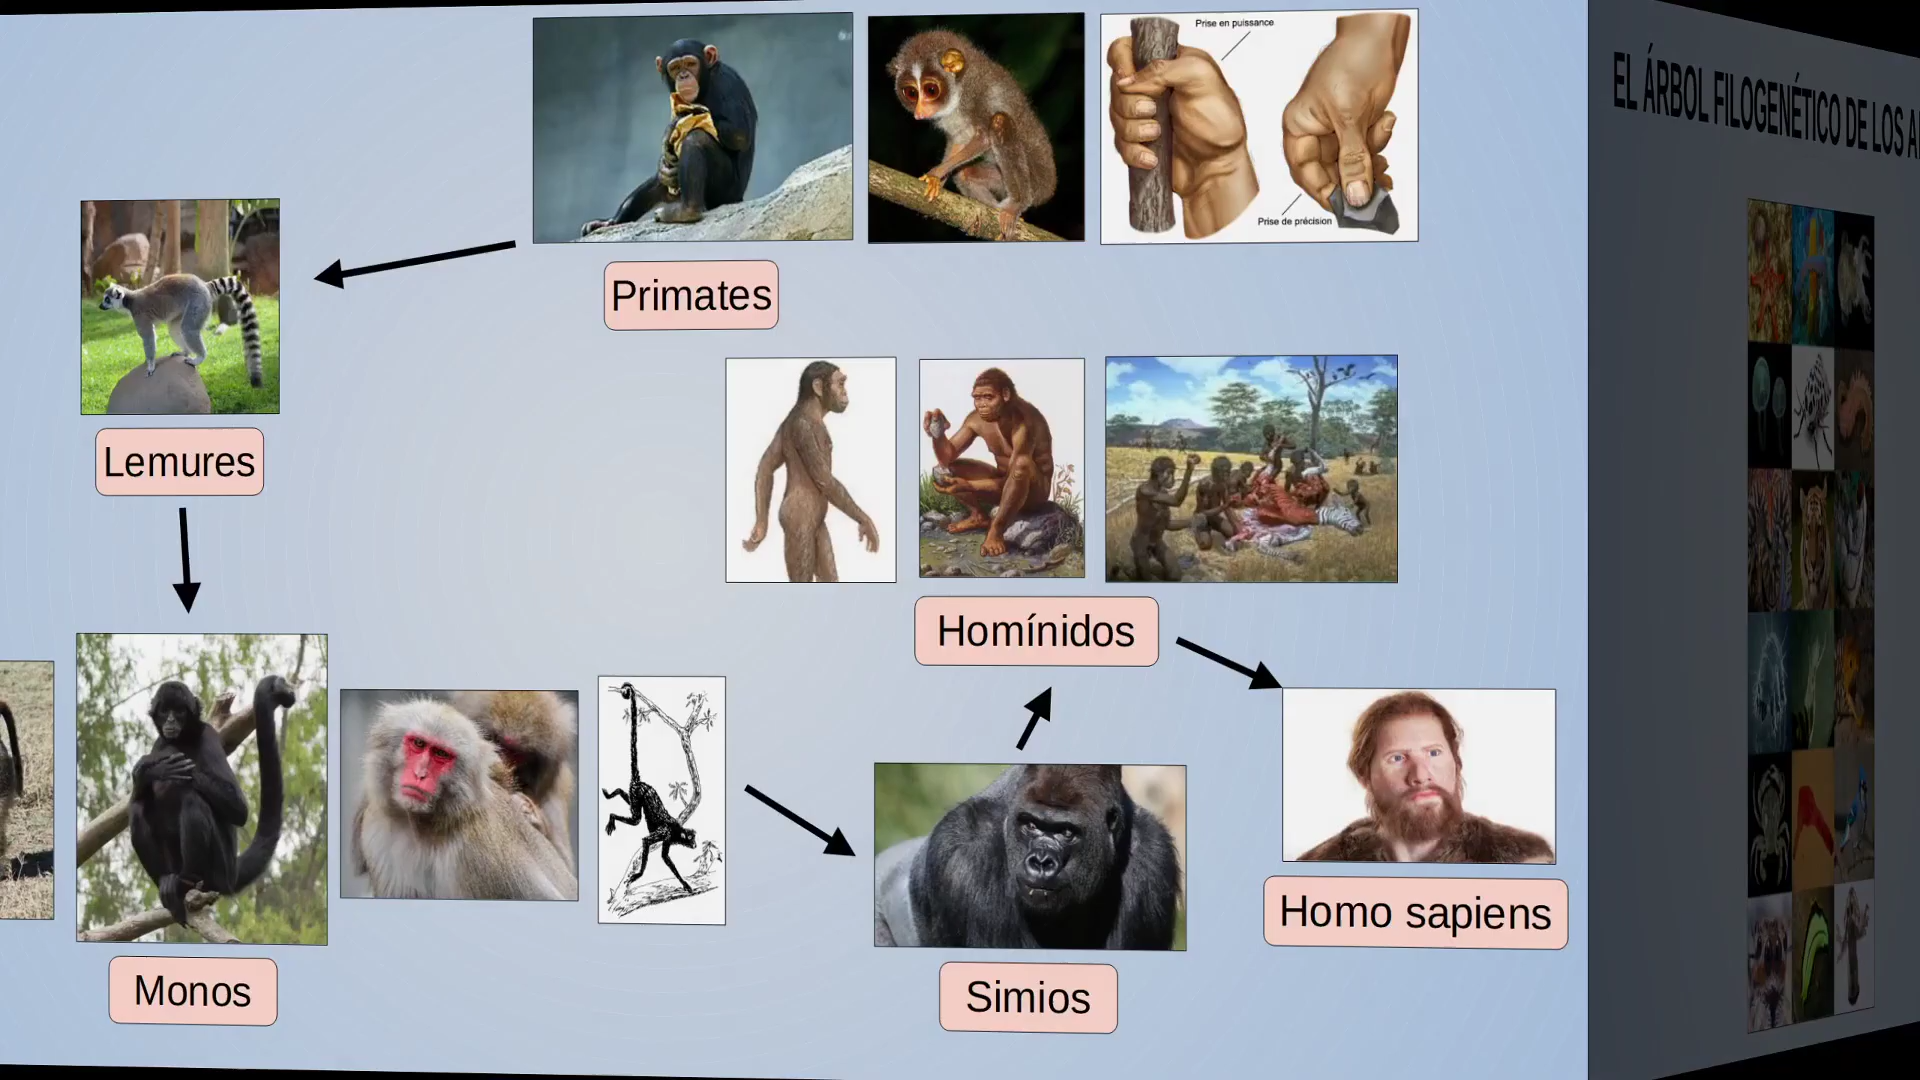 Prise en puissance
Prise de précision
Primates
Lemures
Homínidos
Monos
Simios
Homo sapiens
EL ÁRBOL FILOGENÉTICO DE LOS